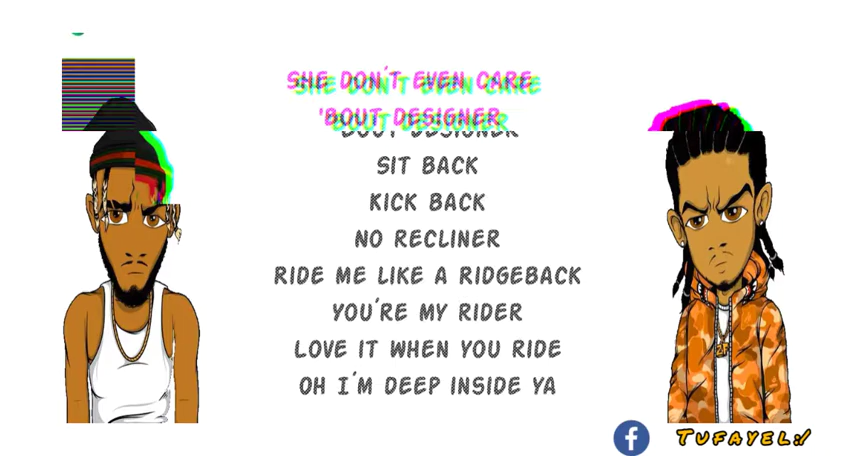 SHE DON'T EVEN CARE
'BOUT DESIGNER
SIT BACK
KICK BACK
NO RECLINER
RIDE ME LIKE A RIDGEBACK
YOU'RE MY RIDER
LOVE IT WHEN YOU RIDE
OH I'M DEEP INSIDE YA
f TUFAYEL:/